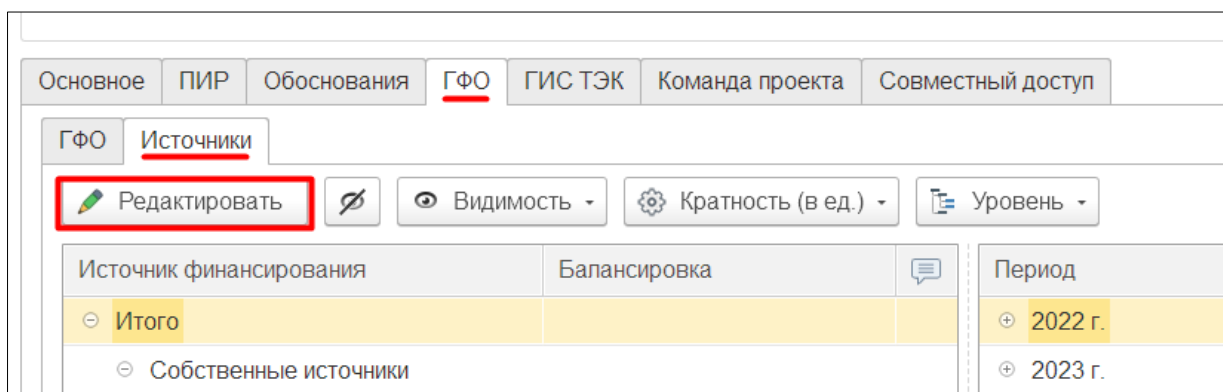 Основное ПИР Обоснования ГФО ГИС ТЭК Команда проекта Совместный доступ
ГФО Источники
Редактировать Видимость Кратность (в ед.) Уровень
Источник финансирования Балансировка Период
Итого 2022 г.
Собственные источники 2023 г.